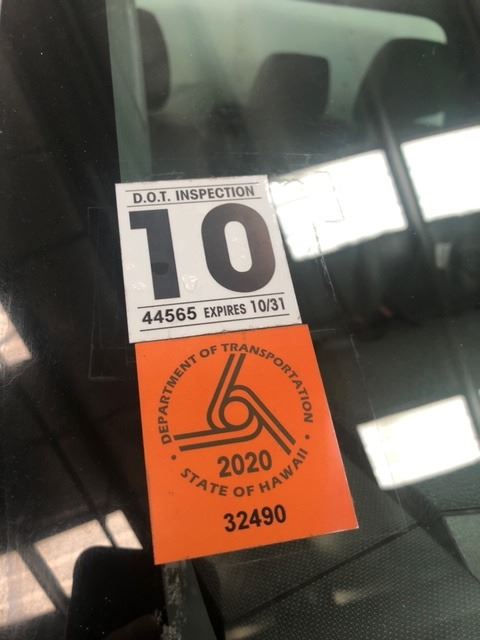 D.O.T. INSPECTION
10
44565 EXPIRES 10/31
DEPARTMENT OF TRANSPORTATION
2020
• STATE OF HAWAII •
32490